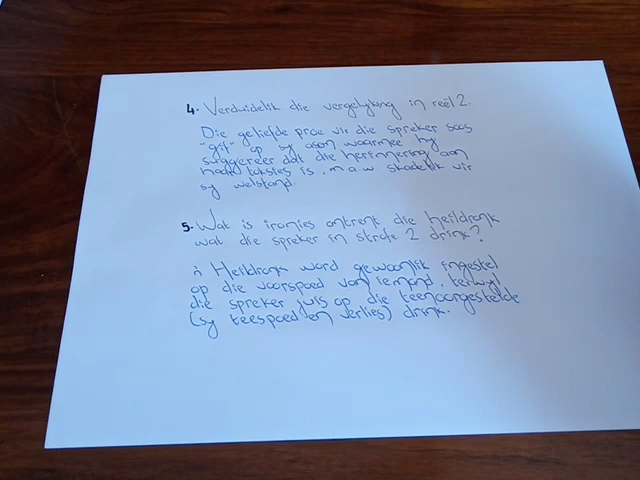 4. Verduidelik die vergelyking in reël 2.
Die geliefde proe vir die spreker soos
"gif" op sy asem waarmee hy
suggereer dat die herinnering aan
haar toksies is, m.a.w skadelik vir
sy welstand.
5. Wat is ironies omtrent die heildronk
wat die spreker in strofe 2 drink?
'n Heildronk word gewoonlik ingestel
op die voorspoed van iemand, terwyl
die spreker juis op die teenoorgestelde
(sy teespoed en verlies) drink.